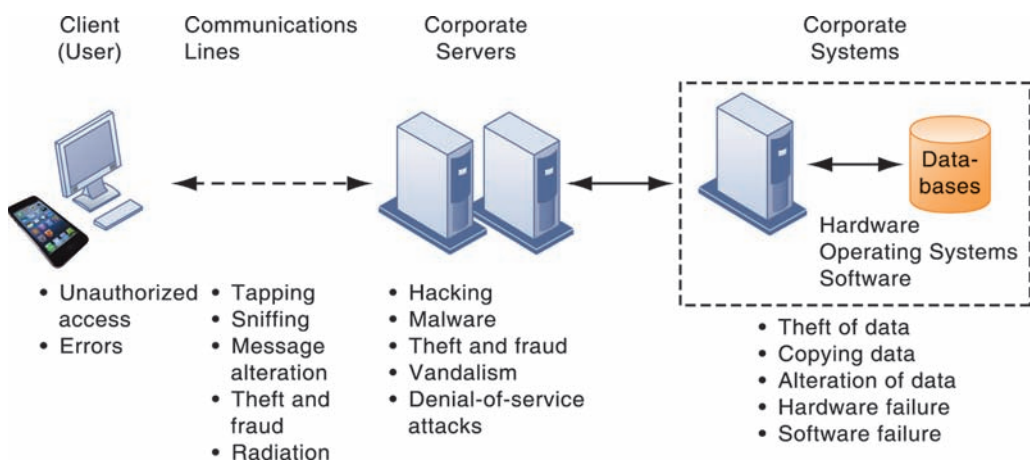 Client
(User)
Communications
Lines
Corporate
Servers
Corporate
Systems
Data-
bases
Hardware
Operating Systems
Software
• Unauthorized
access
• Errors
• Tapping
• Sniffing
• Message
alteration
• Theft and
fraud
• Radiation
• Hacking
• Malware
• Theft and fraud
• Vandalism
• Denial-of-service
attacks
• Theft of data
• Copying data
• Alteration of data
• Hardware failure
• Software failure